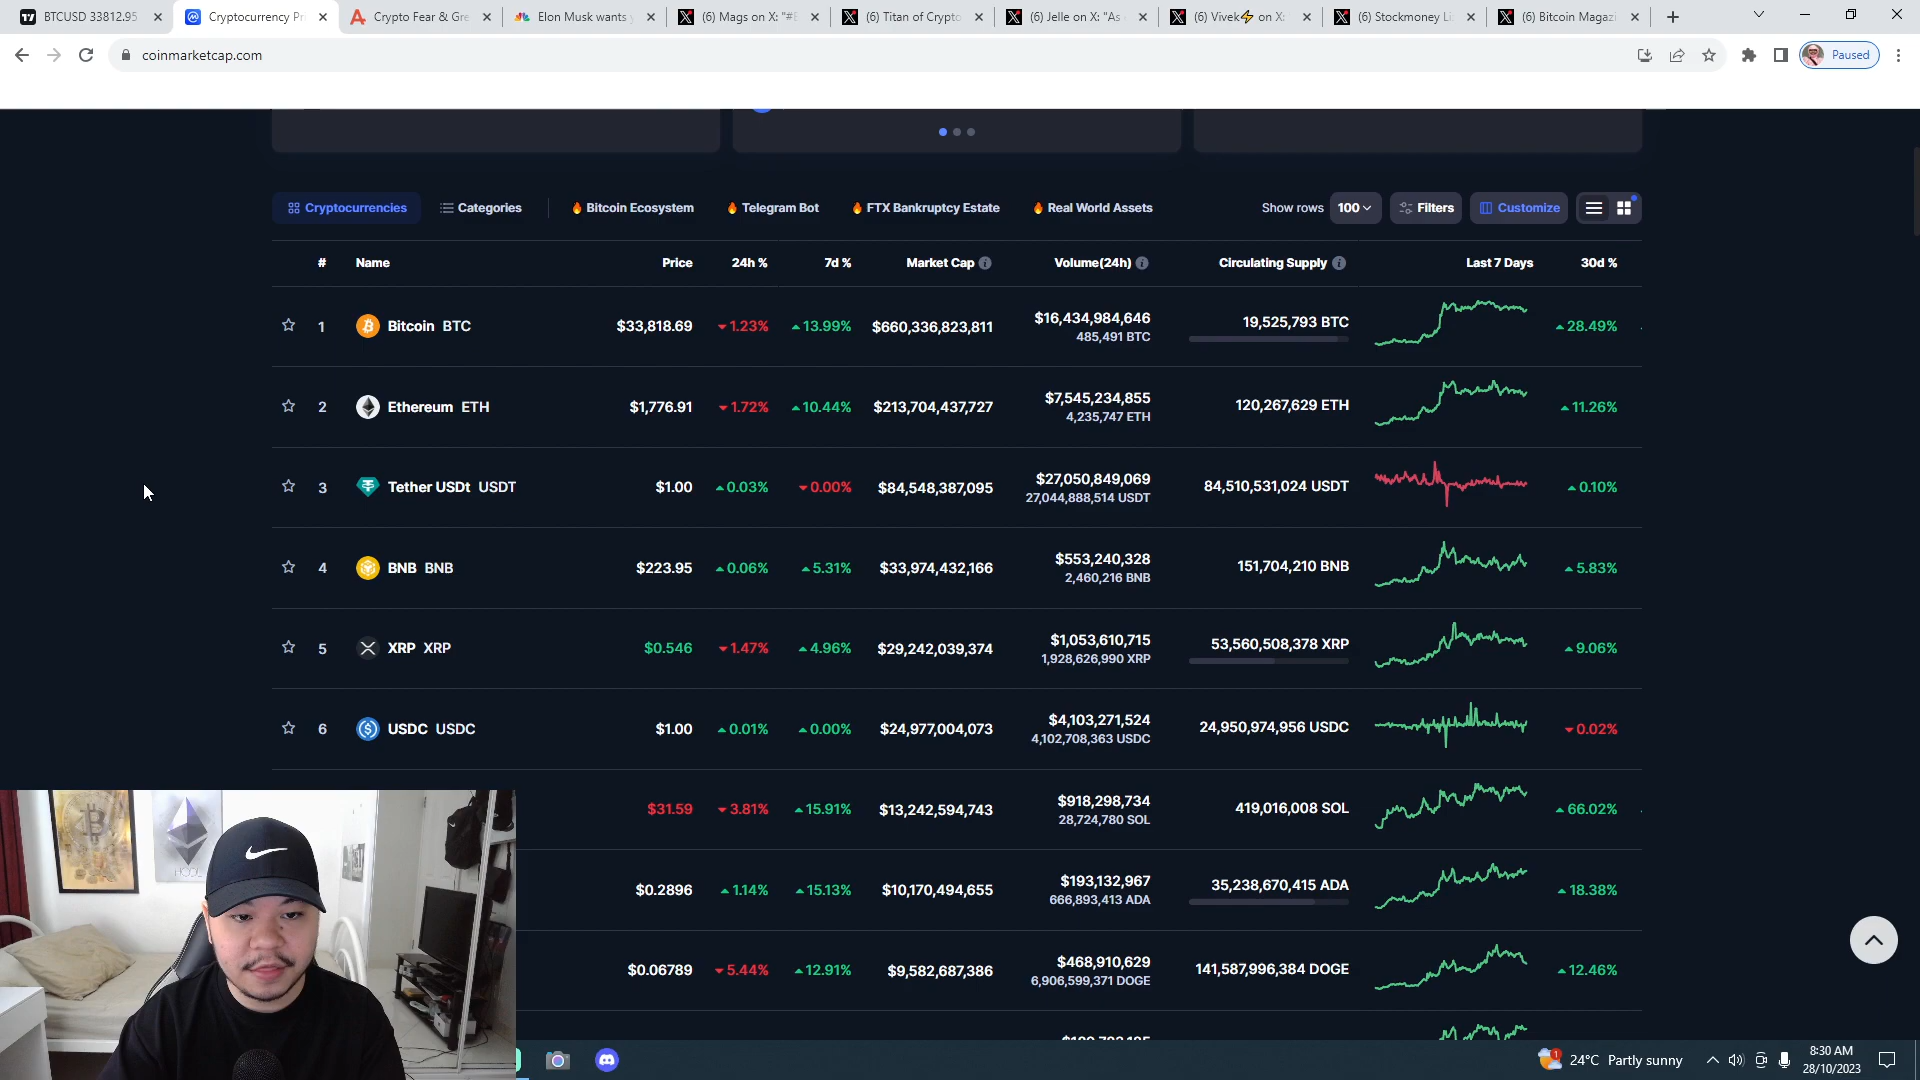 BTCUSD 33812.95
Cryptocurrency Pr
Crypto Fear & Gre
Elon Musk wants y
(6) Mags on X: "#B
(6) Titan of Crypto
(6) Jelle on X: "As
(6) Vivek⚡ on X:
(6) Stockmoney Li
(6) Bitcoin Magazi
coinmarketcap.com
Paused
Cryptocurrencies Categories Bitcoin Ecosystem Telegram Bot FTX Bankruptcy Estate Real World Assets Show rows 100 Filters Customize
# Name Price 24h % 7d % Market Cap Volume(24h) Circulating Supply Last 7 Days 30d %
1 Bitcoin BTC $33,818.69 1.23% 13.99% $660,336,823,811 $16,434,984,646 19,525,793 BTC 28.49%
485,491 BTC
2 Ethereum ETH $1,776.91 1.72% 10.44% $213,704,437,727 $7,545,234,855 120,267,629 ETH 11.26%
4,235,747 ETH
3 Tether USDt USDT $1.00 0.03% 0.00% $84,548,387,095 $27,050,849,069 84,510,531,024 USDT 0.10%
27,044,888,514 USDT
4 BNB BNB $223.95 0.06% 5.31% $33,974,432,166 $553,240,328 151,704,210 BNB 5.83%
2,460,216 BNB
5 XRP XRP $0.546 1.47% 4.96% $29,242,039,374 $1,053,610,715 53,560,508,378 XRP 9.06%
1,928,626,990 XRP
6 USDC USDC $1.00 0.01% 0.00% $24,977,004,073 $4,103,271,524 24,950,974,956 USDC 0.02%
4,102,708,363 USDC
$31.59 3.81% 15.91% $13,242,594,743 $918,298,734 419,016,008 SOL 66.02%
28,724,780 SOL
$0.2896 1.14% 15.13% $10,170,494,655 $193,132,967 35,238,670,415 ADA 18.38%
666,893,413 ADA
$0.06789 5.44% 12.91% $9,582,687,386 $468,910,629 141,587,996,384 DOGE 12.46%
6,906,599,371 DOGE
24°C Partly sunny
8:30 AM
28/10/2023